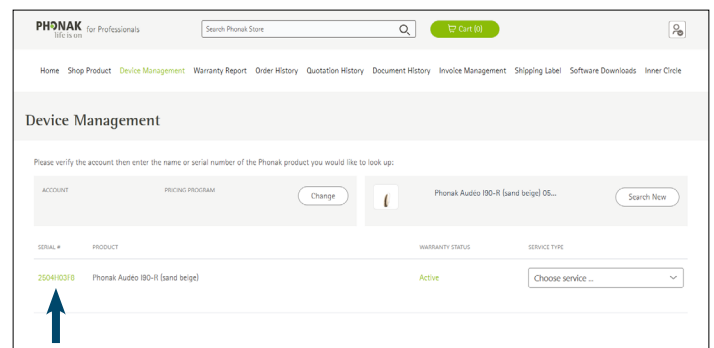 PHONAK for Professionals
life is on
Search Phonak Store
Cart (0)
Home Shop Product Device Management Warranty Report Order History Quotation History Document History Invoice Management Shipping Label Software Downloads Inner Circle
Device Management
Please verify the account then enter the name or serial number of the Phonak product you would like to look up:
ACCOUNT PRICING PROGRAM Change Phonak Audéo I90-R (sand beige) 05... Search New
SERIAL # PRODUCT WARRANTY STATUS SERVICE TYPE
2504H03F8 Phonak Audéo I90-R (sand beige) Active Choose service ...